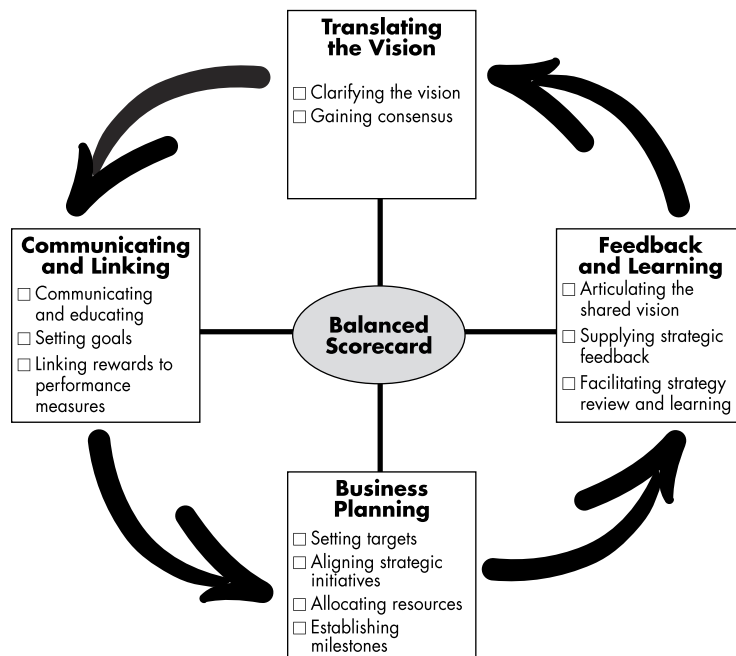 Translating
the Vision
☐ Clarifying the vision
☐ Gaining consensus
Communicating
and Linking
☐ Communicating
and educating
☐ Setting goals
☐ Linking rewards to
performance
measures
Balanced
Scorecard
Feedback
and Learning
☐ Articulating the
shared vision
☐ Supplying strategic
feedback
☐ Facilitating strategy
review and learning
Business
Planning
☐ Setting targets
☐ Aligning strategic
initiatives
☐ Allocating resources
☐ Establishing
milestones